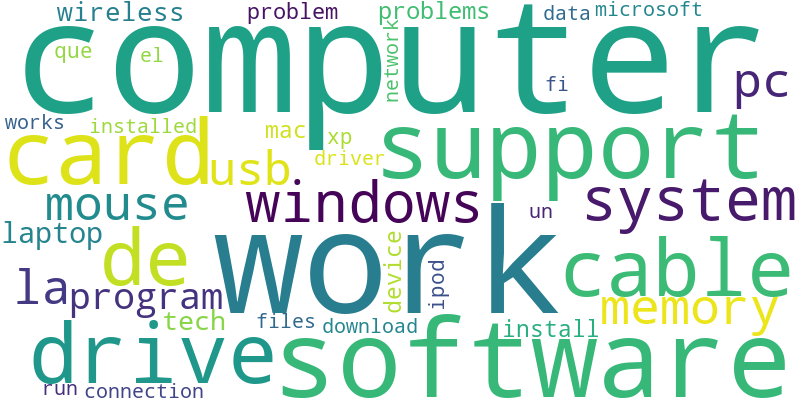 wireless
problem
problems
data
microsoft
computer
que
el
network
fi
pc
works
installed
card
mac
xp
driver
usb
support
mouse
windows
un
system
laptop
de
work
device
ipod
cable
la
program
memory
tech
files
download
install
drive
software
run
connection